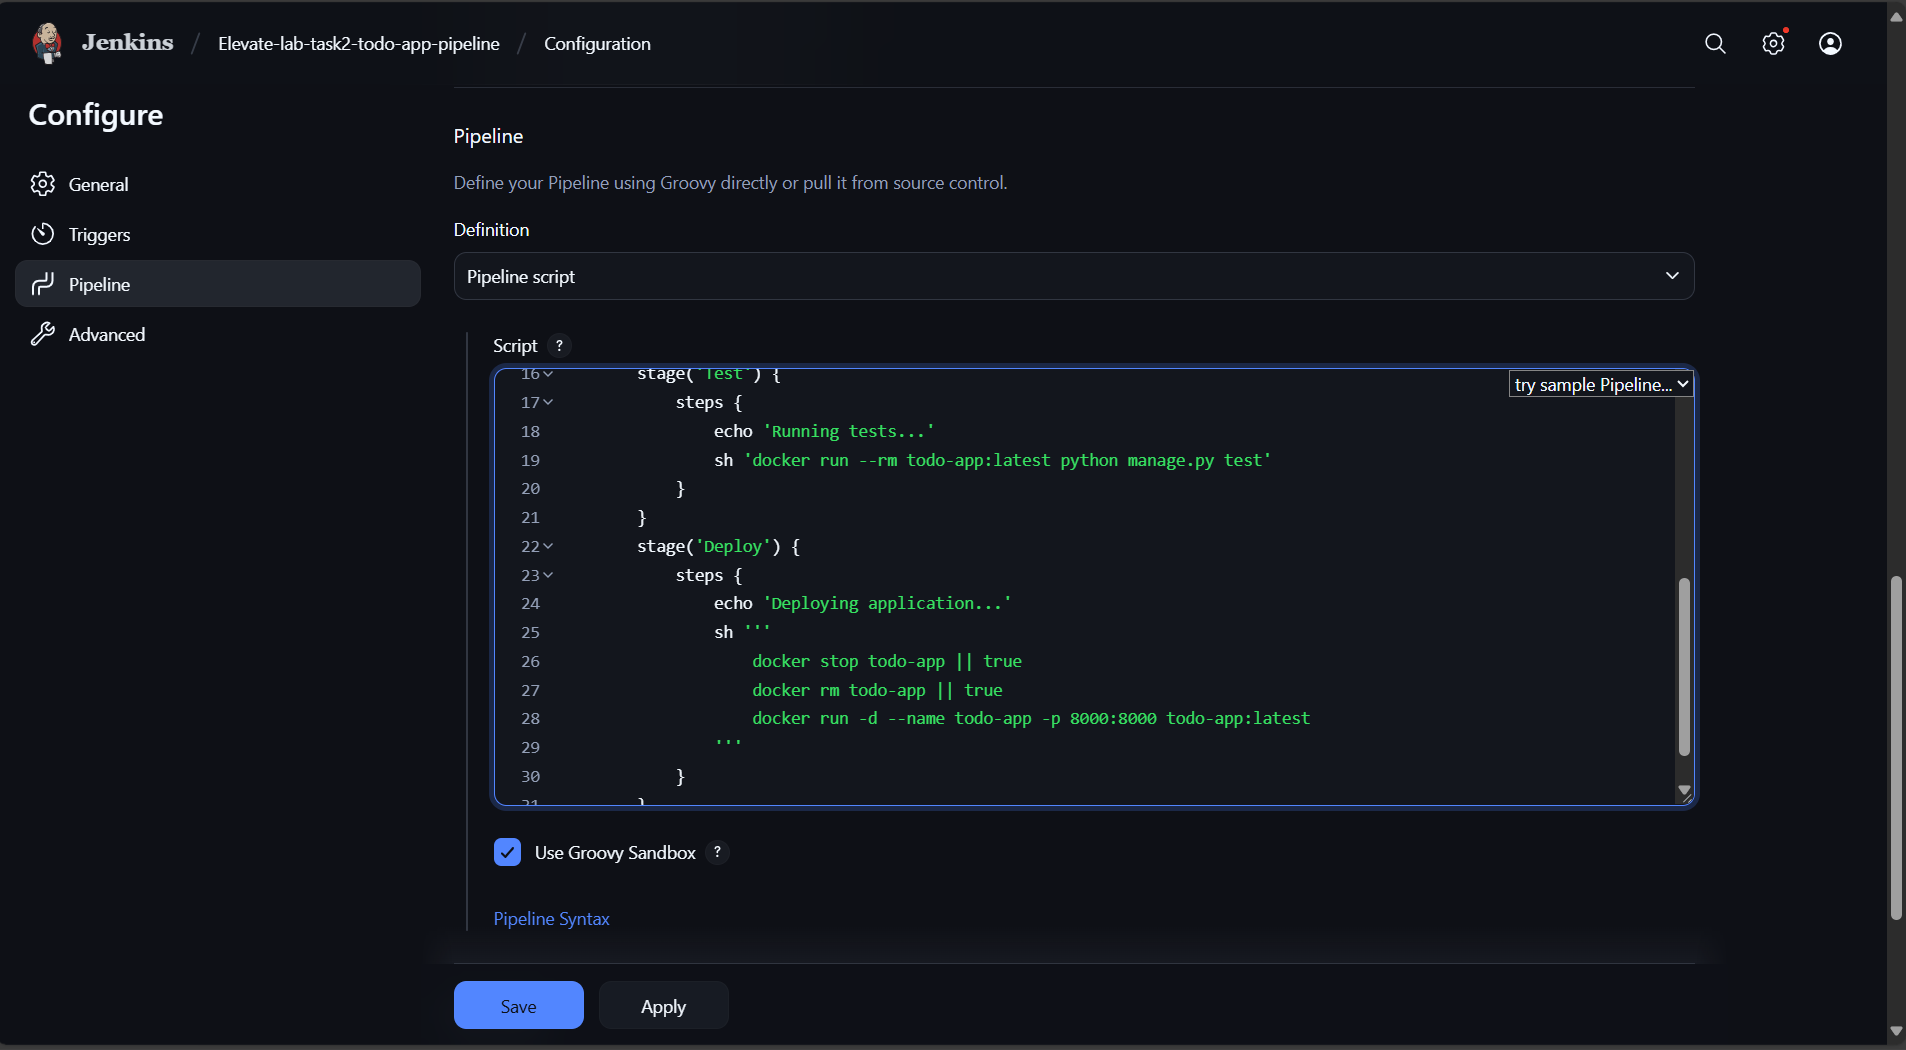 Jenkins / Elevate-lab-task2-todo-app-pipeline / Configuration
Configure
General
Triggers
Pipeline
Advanced
Pipeline
Define your Pipeline using Groovy directly or pull it from source control.
Definition
Pipeline script
Script ?
try sample Pipeline...
16 stage('Test') {
17 steps {
18 echo 'Running tests...'
19 sh 'docker run --rm todo-app:latest python manage.py test'
20 }
21 }
22 stage('Deploy') {
23 steps {
24 echo 'Deploying application...'
25 sh '''
26 docker stop todo-app || true
27 docker rm todo-app || true
28 docker run -d --name todo-app -p 8000:8000 todo-app:latest
29 '''
30 }
31 }
Use Groovy Sandbox ?
Pipeline Syntax
Save
Apply